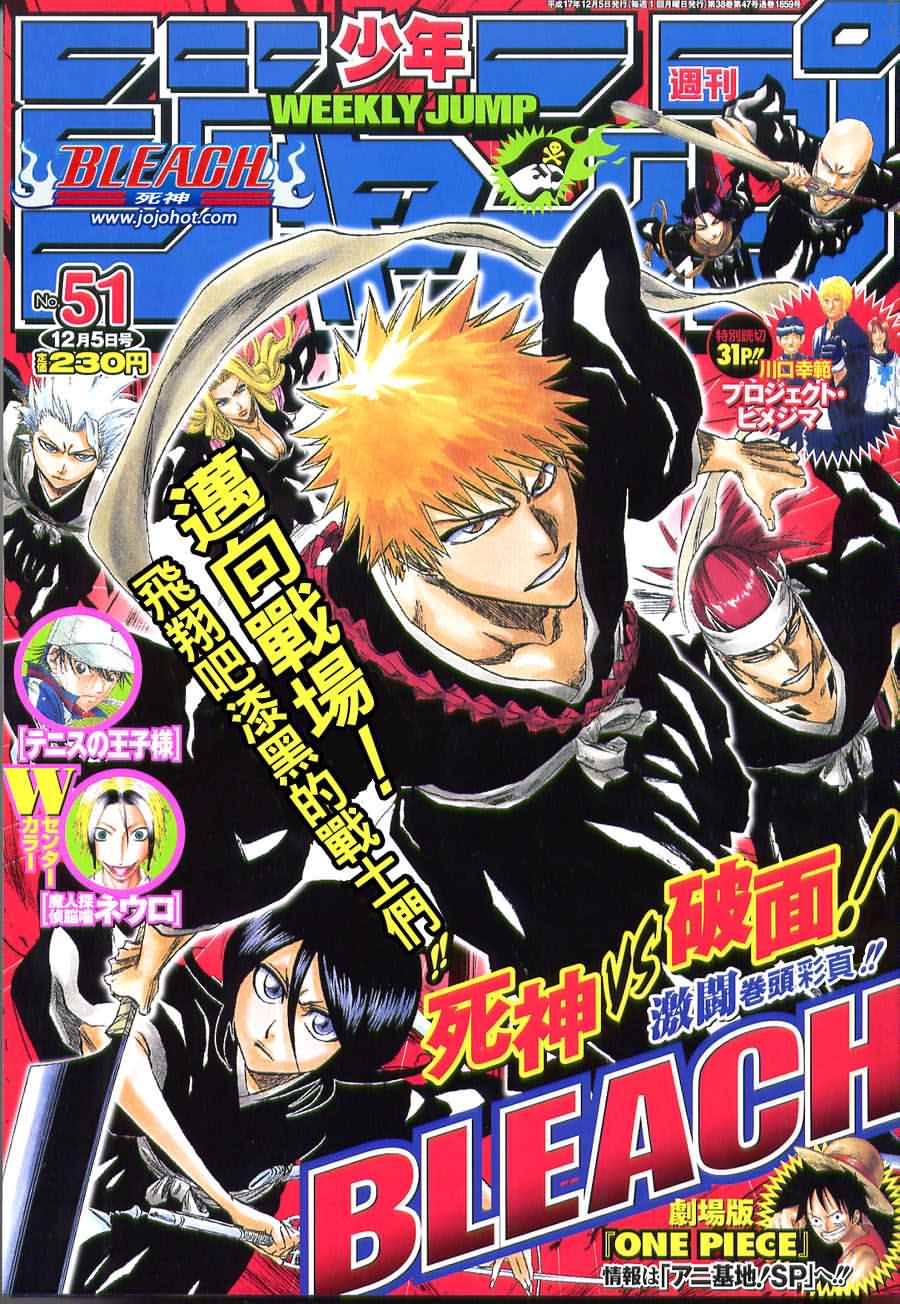 平成17年12月5日発行(毎週1回月曜日発行)第38巻第47号通巻1859号
少年
週刊
ジャンプ
WEEKLY JUMP
BLEACH
死神
www.jojohot.com
No.51
12月5日号
定価230円
特別読切
31P!!
川口幸範
プロジェクト・
ヒメジマ
邁向戰場！
飛翔吧漆黑的戰士們!!
[テニスの王子様]
W
センター
カラー
[魔人探偵脳噛ネウロ]
死神VS破面!!
激闘巻頭彩頁!!
BLEACH
劇場版
『ONE PIECE』
情報は「アニ基地!SP」へ!!